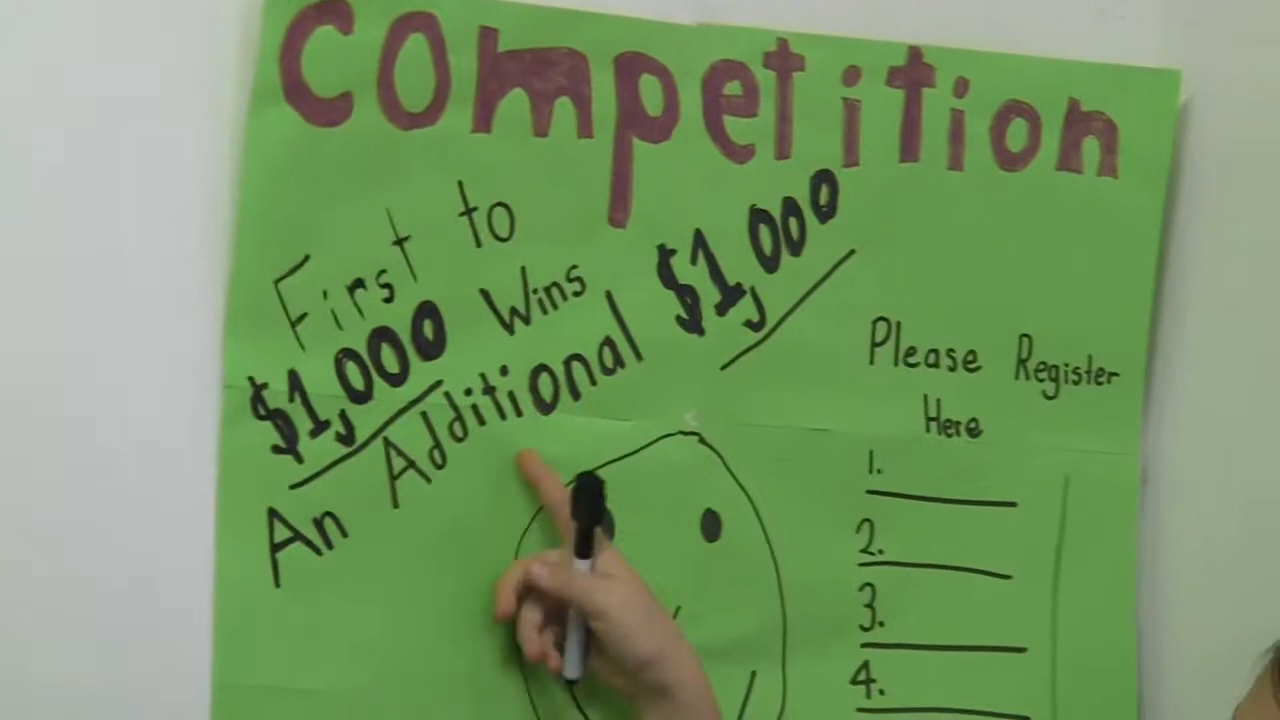 Competition
First to
$1,000 Wins
An Additional $1,000
Please Register
Here
1.
2.
3.
4.